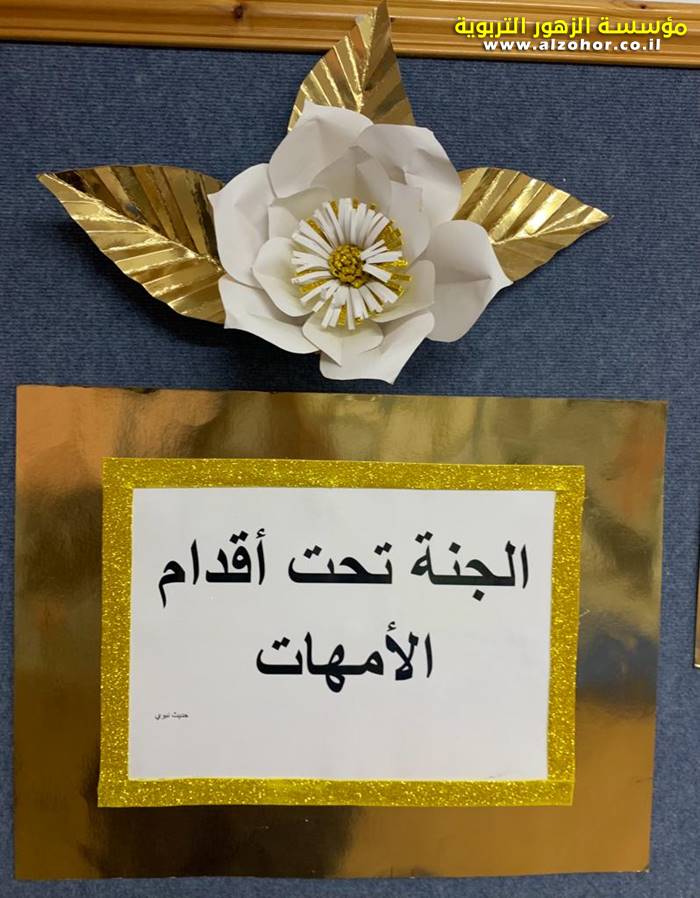 مؤسسة الزهور التربوية
www.alzohor.co.il
الجنة تحت أقدام
الأمهات
حديث نبوي